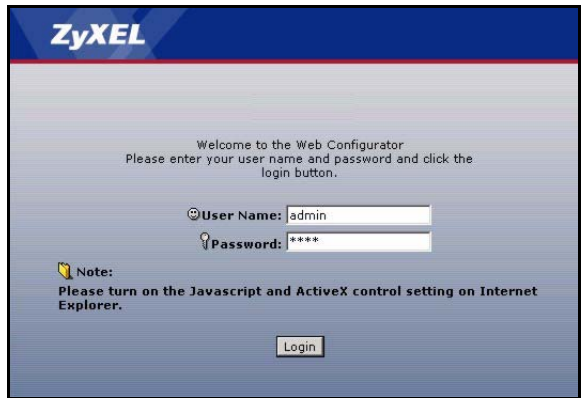 ZyXEL
Welcome to the Web Configurator
Please enter your user name and password and click the
login button.
User Name: admin
Password: ****
Note:
Please turn on the Javascript and ActiveX control setting on Internet
Explorer.
Login